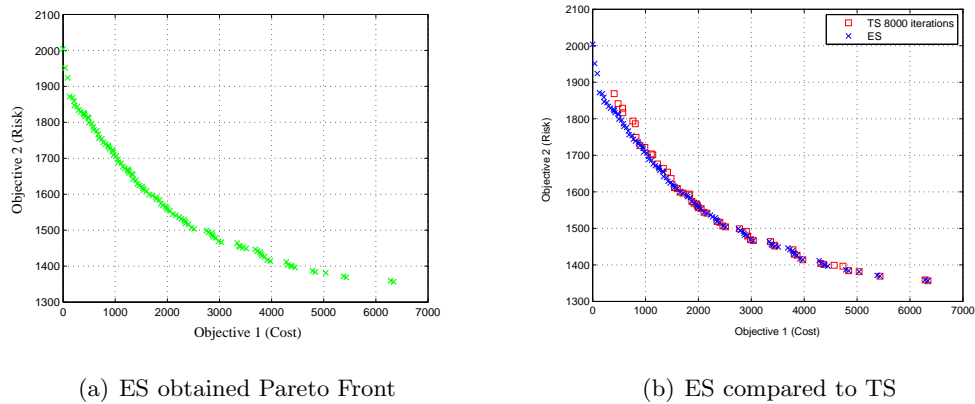 2100
2000
1900
1800
1700
1600
1500
1400
1300
Objective 2 (Risk)
0 1000 2000 3000 4000 5000 6000 7000
Objective 1 (Cost)
(a) ES obtained Pareto Front
2100
2000
1900
1800
1700
1600
1500
1400
1300
Objective 2 (Risk)
TS 8000 iterations
ES
0 1000 2000 3000 4000 5000 6000 7000
Objective 1 (Cost)
(b) ES compared to TS